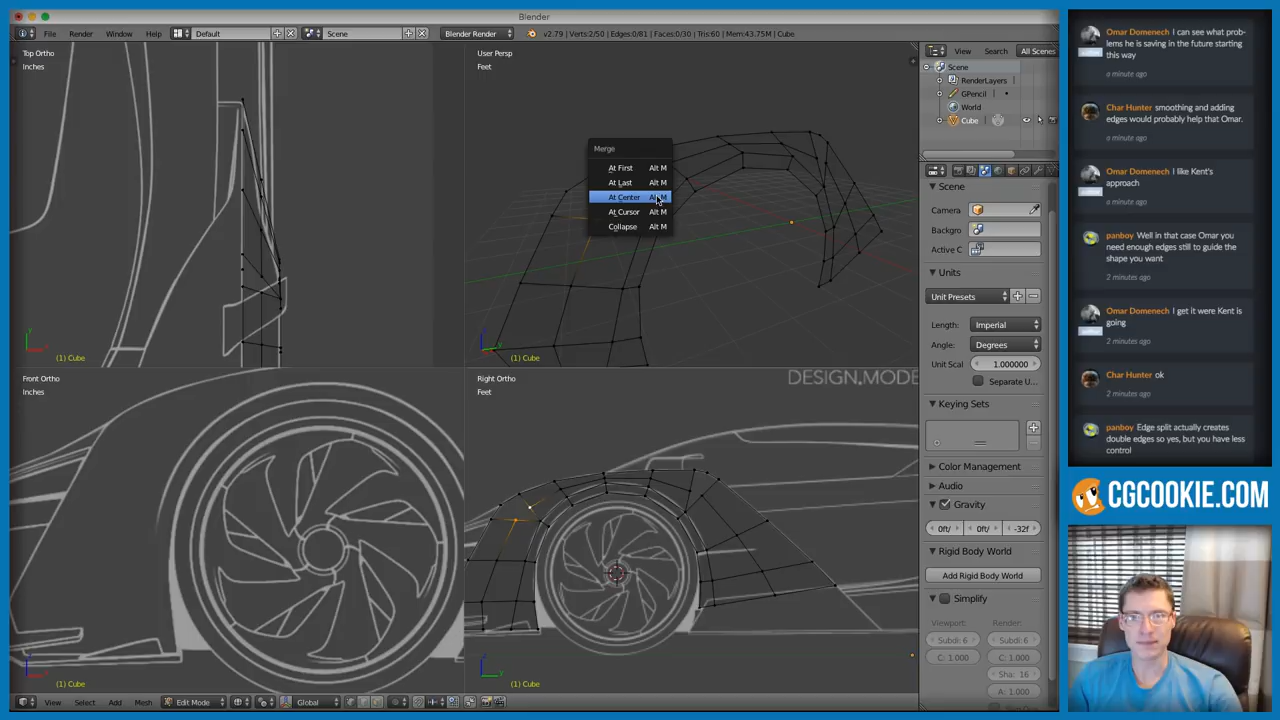 Blender
Render
Window
Help
File
Default
Scene
Blender Render
v2.79 | Verts:2/50 | Edges:0/81 | Faces:0/30 | Tris:60 | Mem:43.75M | Cube
Top Ortho
Inches
(1) Cube
User Persp
Feet
(1) Cube
Merge
At First Alt M
At Last Alt M
At Center Alt M
At Cursor Alt M
Collapse Alt M
Front Ortho
Inches
(1) Cube
Right Ortho
Feet
DESIGN.MODE
(1) Cube
View
Select
Add
Mesh
Edit Mode
Global
View
Search
All Scenes
Scene
RenderLayers
GPencil
World
Cube
Scene
Camera
Backgro
Active C
Units
Unit Presets
Length: Imperial
Angle: Degrees
Unit Scal 1.000000
Separate U...
Keying Sets
Color Management
Audio
Gravity
0ft/ 0ft/ -32f
Rigid Body World
Add Rigid Body World
Simplify
Viewport: Render:
Subdi: 6 Subdi: 6
C: 1.000 C: 1.000
Sha: 16
A: 1.000
Omar Domenech I can see what prob-
lems he is saving in the future starting
this way
a minute ago
Char Hunter smoothing and adding
edges would probably help that Omar.
a minute ago
Omar Domenech I like Kent's
approach
a minute ago
panboy Well in that case Omar you
need enough edges still to guide the
shape you want
2 minutes ago
Omar Domenech I get it were Kent is
going
2 minutes ago
Char Hunter ok
2 minutes ago
panboy Edge split actually creates
double edges so yes, but you have less
control
CGCOOKIE.COM